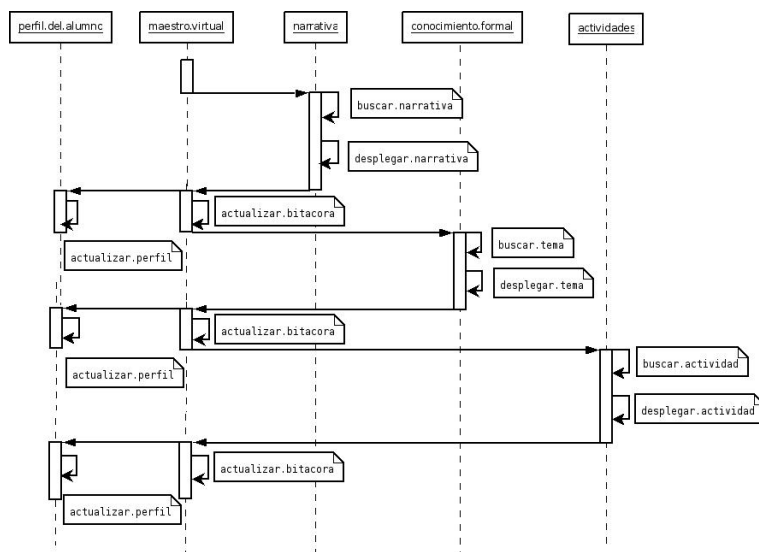 perfil.del.alumno
maestro.virtual
narrativa
conocimiento.formal
actividades
buscar.narrativa
desplegar.narrativa
actualizar.bitacora
actualizar.perfil
buscar.tema
desplegar.tema
actualizar.bitacora
actualizar.perfil
buscar.actividad
desplegar.actividad
actualizar.bitacora
actualizar.perfil